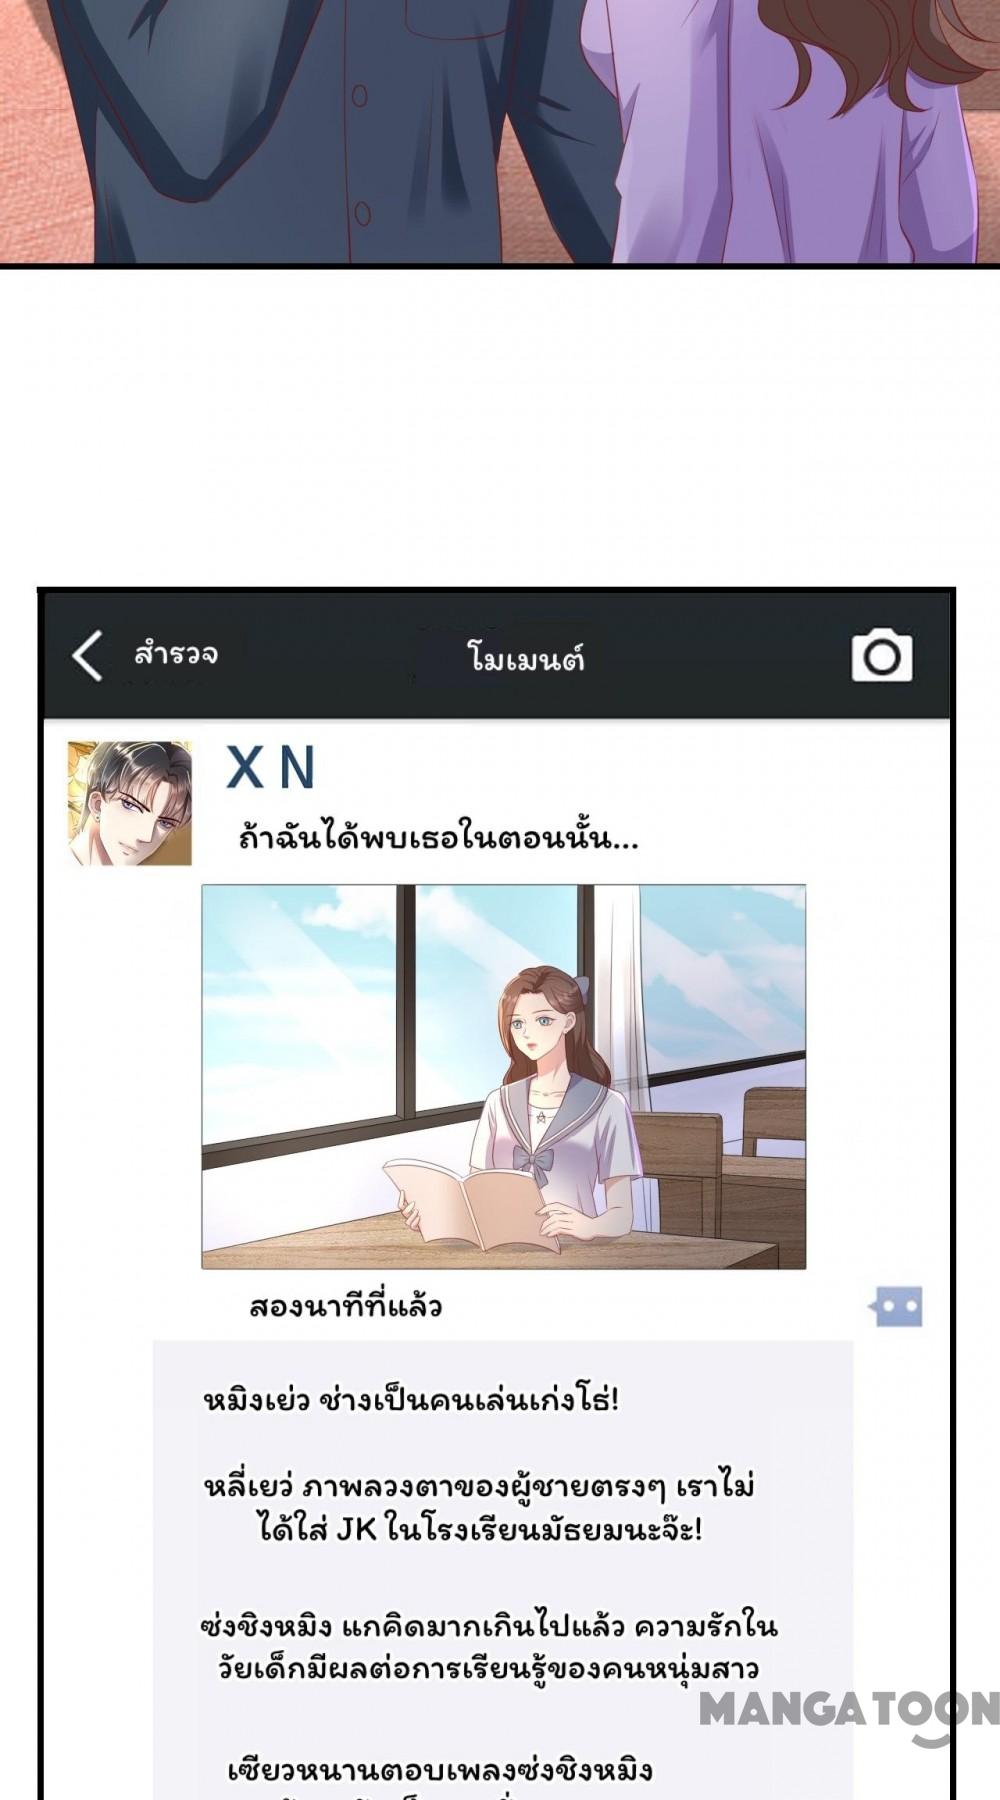 สำรวจ
โมเมนต์
X N
ถ้าฉันได้พบเธอในตอนนั้น...
สองนาทีที่แล้ว
หมิงเย่ว ช่างเป็นคนเล่นเก่งโธ่!
หลี่เยว่ ภาพลวงตาของผู้ชายตรงๆ เราไม่
ได้ใส่ JK ในโรงเรียนมัธยมนะจ๊ะ!
ซ่งชิงหมิง แกคิดมากเกินไปแล้ว ความรักใน
วัยเด็กมีผลต่อการเรียนรู้ของคนหนุ่มสาว
MANGATOON
เซียวหนานตอบเพลงซ่งชิงหมิง